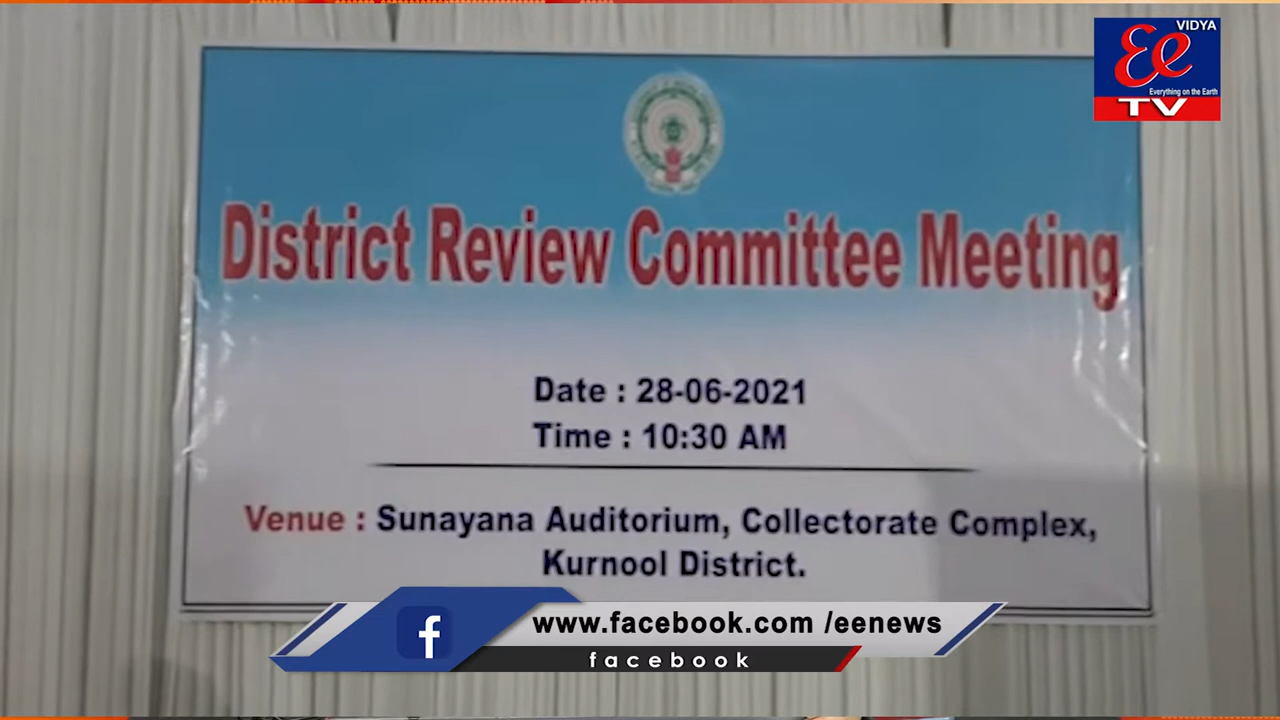 VIDYA
Ee
Everything on the Earth
TV
District Review Committee Meeting
Date : 28-06-2021
Time : 10:30 AM
Venue : Sunayana Auditorium, Collectorate Complex,
Kurnool District.
f
www.facebook.com /eenews
facebook